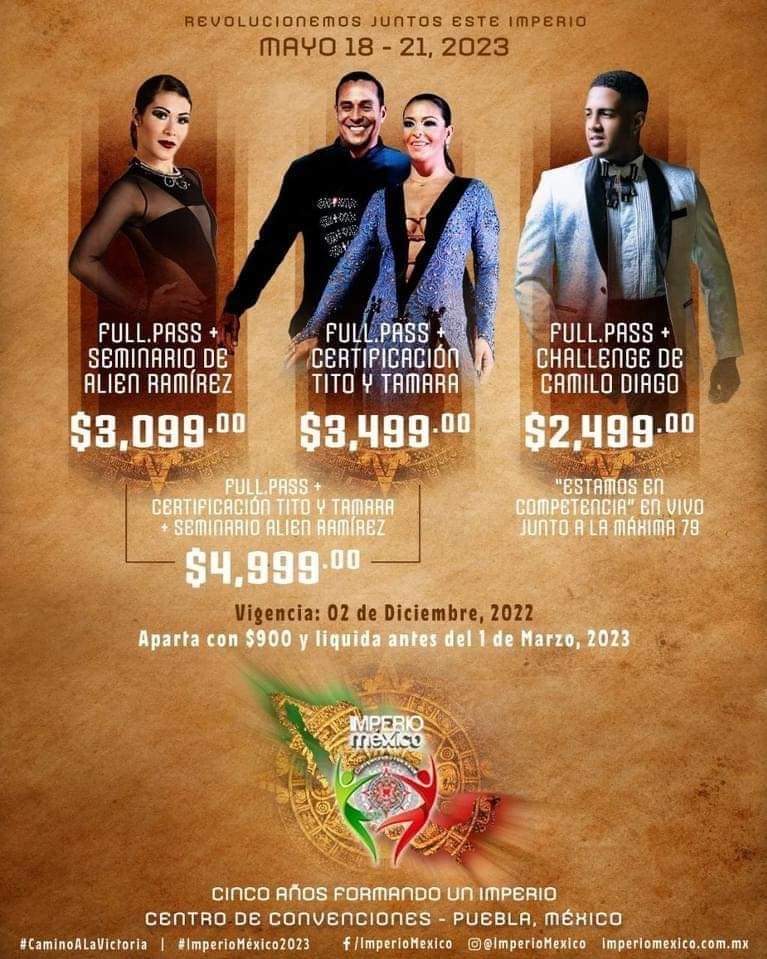 REVOLUCIONEMOS JUNTOS ESTE IMPERIO
MAYO 18 - 21, 2023
FULL.PASS +
SEMINARIO DE
ALIEN RAMÍREZ
$3,099.00
FULL.PASS +
CERTIFICACIÓN
TITO Y TAMARA
$3,499.00
FULL.PASS +
CHALLENGE DE
CAMILO DIAGO
$2,499.00
FULL.PASS +
CERTIFICACIÓN TITO Y TAMARA
+ SEMINARIO ALIEN RAMÍREZ
$4,999.00
"ESTAMOS EN
COMPETENCIA" EN VIVO
JUNTO A LA MÁXIMA 79
Vigencia: 02 de Diciembre, 2022
Aparta con $900 y liquida antes del 1 de Marzo, 2023
IMPERIO
méxico
CINCO AÑOS FORMANDO UN IMPERIO
CENTRO DE CONVENCIONES - PUEBLA, MÉXICO
#CaminoALaVictoria | #ImperioMéxico2023 f/ImperioMexico @ImperioMexico imperiomexico.com.mx